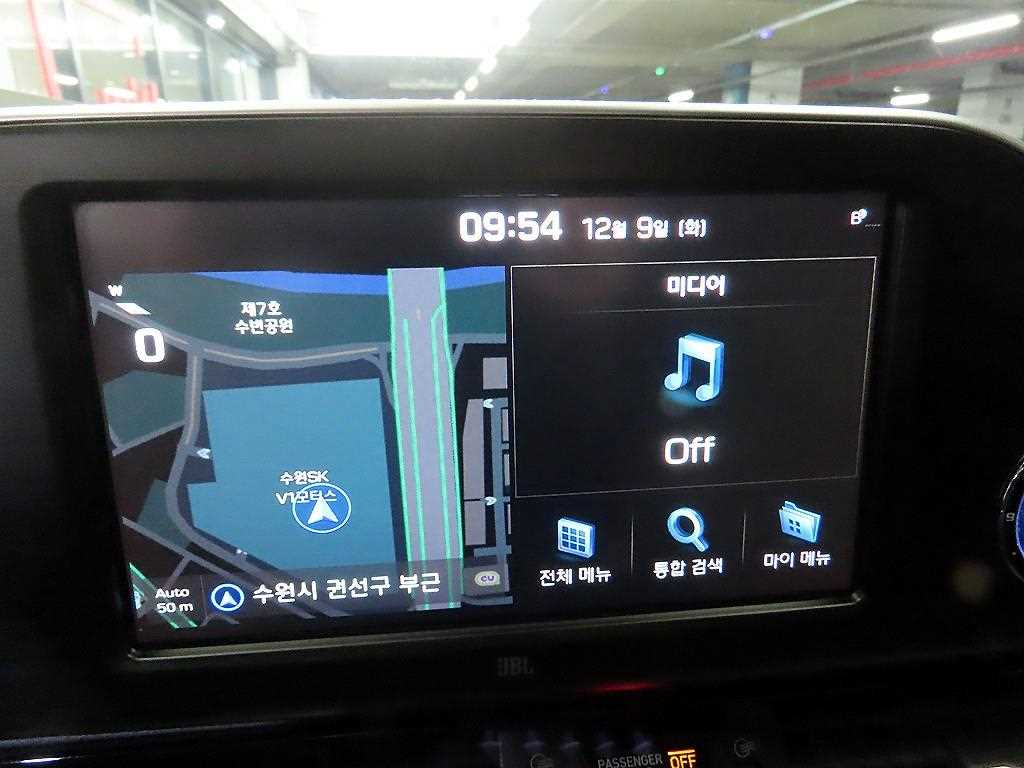 09:54 12월 9일 (화)
W
0
제7호
수변공원
수원SK
V1모터스
Auto
50 m
수원시 권선구 부근
CU
미디어
Off
전체 메뉴
통합 검색
마이 메뉴
JBL
PASSENGER OFF